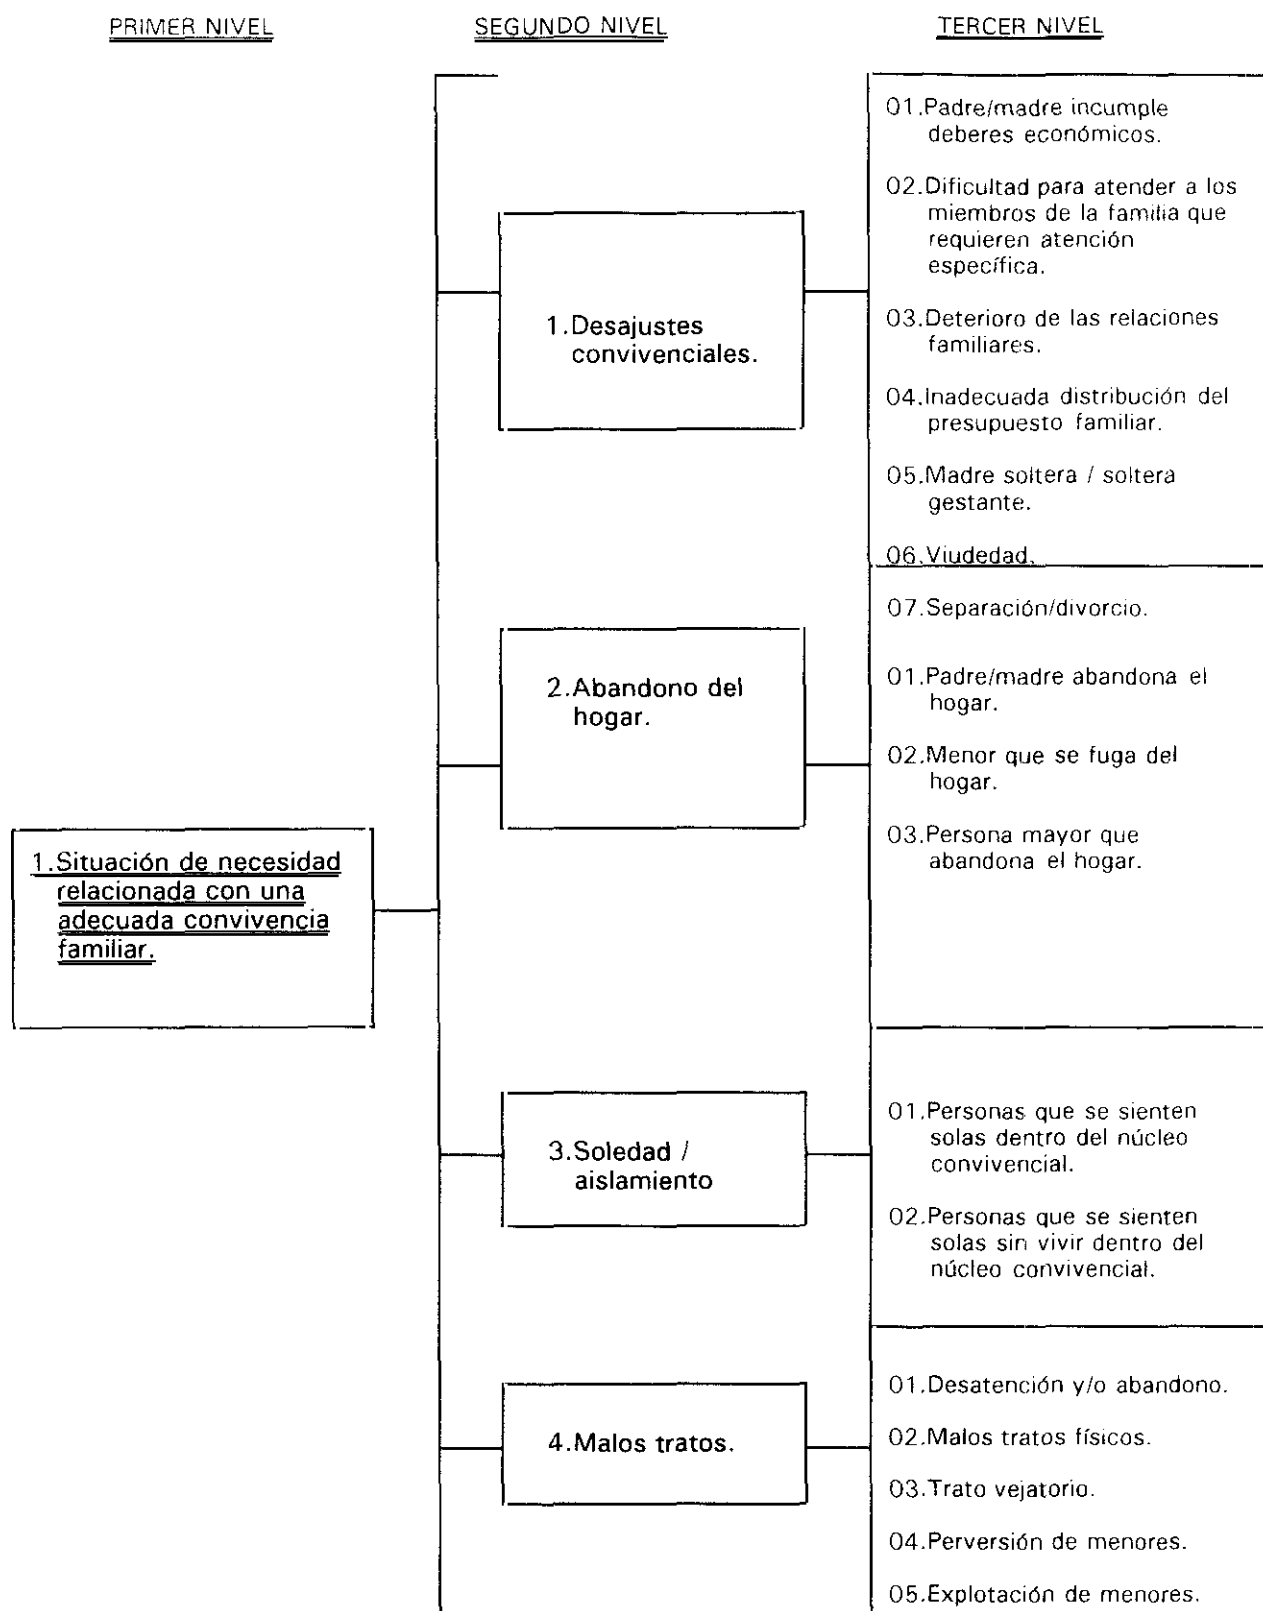 PRIMER NIVEL
SEGUNDO NIVEL
TERCER NIVEL
1.Situación de necesidad
relacionada con una
adecuada convivencia
familiar.
1.Desajustes
convivenciales.
01.Padre/madre incumple
deberes económicos.
02.Dificultad para atender a los
miembros de la familia que
requieren atención
específica.
03.Deterioro de las relaciones
familiares.
04.Inadecuada distribución del
presupuesto familiar.
05.Madre soltera / soltera
gestante.
06.Viudedad.
07.Separación/divorcio.
2.Abandono del
hogar.
01.Padre/madre abandona el
hogar.
02.Menor que se fuga del
hogar.
03.Persona mayor que
abandona el hogar.
3.Soledad /
aislamiento
01.Personas que se sienten
solas dentro del núcleo
convivencial.
02.Personas que se sienten
solas sin vivir dentro del
núcleo convivencial.
4.Malos tratos.
01.Desatención y/o abandono.
02.Malos tratos físicos.
03.Trato vejatorio.
04.Perversión de menores.
05.Explotación de menores.